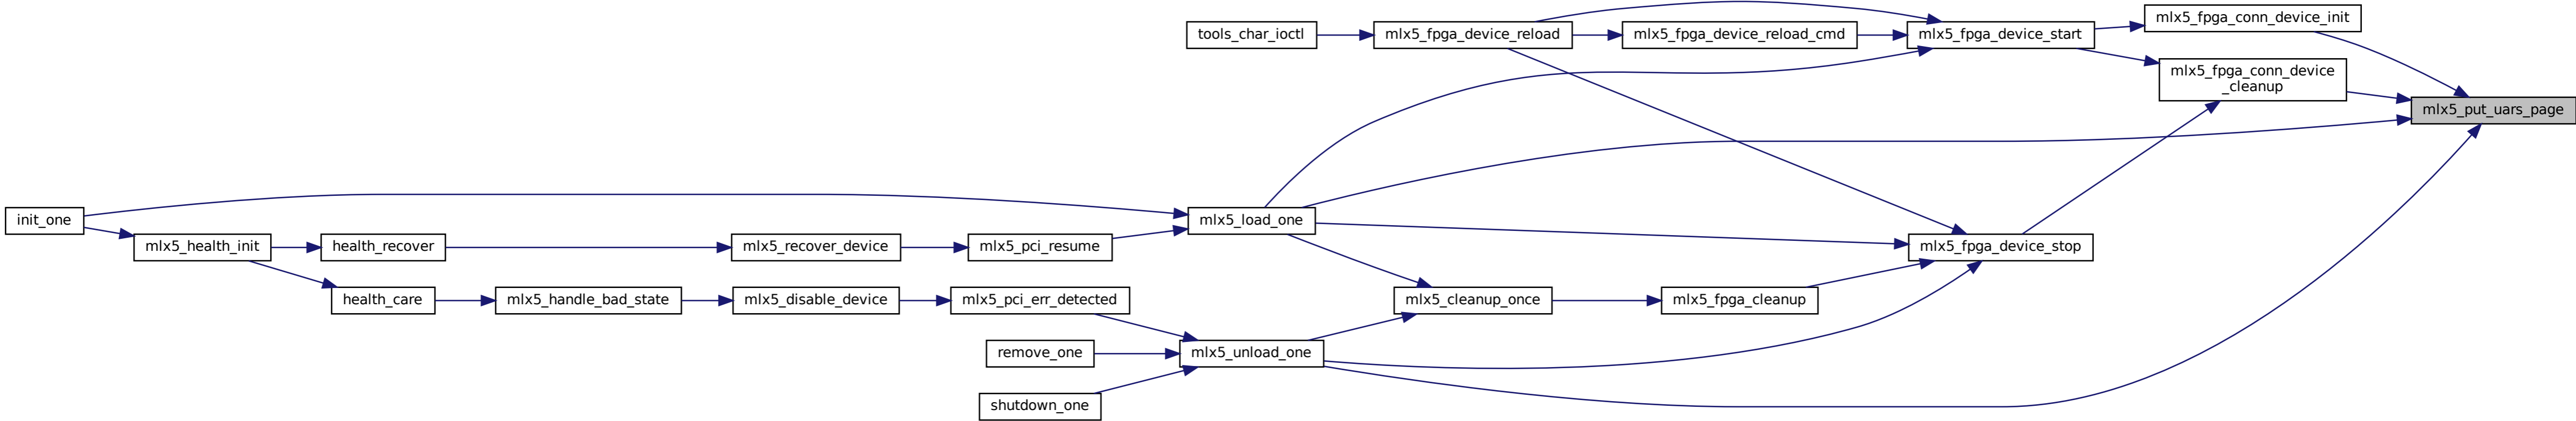 mlx5_fpga_conn_device_init
tools_char_ioctl
mlx5_fpga_device_reload
mlx5_fpga_device_reload_cmd
mlx5_fpga_device_start
mlx5_fpga_conn_device
_cleanup
mlx5_put_uars_page
init_one
mlx5_load_one
mlx5_health_init
health_recover
mlx5_recover_device
mlx5_pci_resume
mlx5_fpga_device_stop
health_care
mlx5_handle_bad_state
mlx5_disable_device
mlx5_pci_err_detected
mlx5_cleanup_once
mlx5_fpga_cleanup
remove_one
mlx5_unload_one
shutdown_one